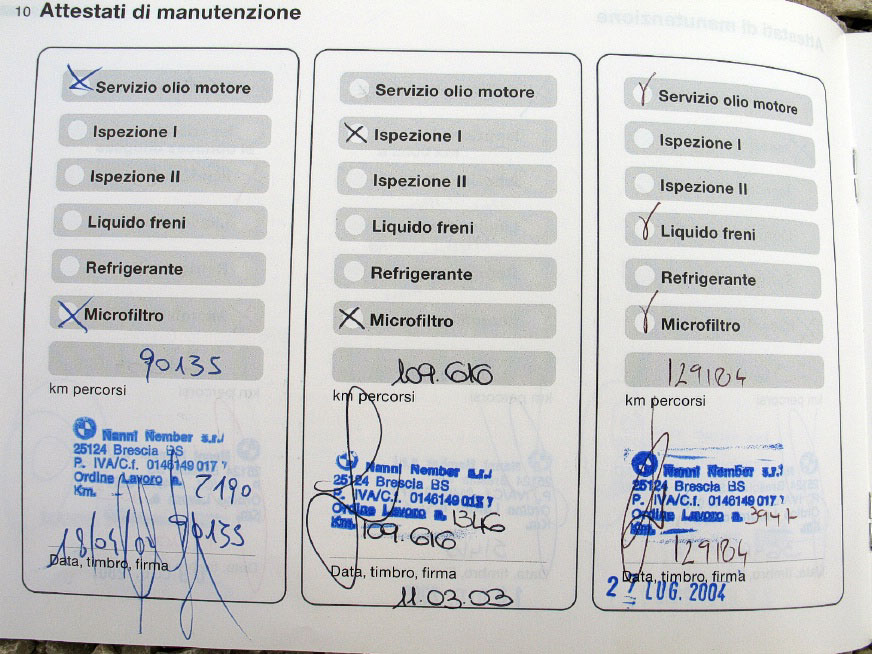 10 Attestati di manutenzione
Servizio olio motore
Ispezione I
Ispezione II
Liquido freni
Refrigerante
Microfiltro
90135
km percorsi
Nanni Nember s.r.l
25124 Brescia BS
P. IVA/C.f. 0146149 017 7
Ordine Lavoro n. 2190
Km. 90135
18/04/02
Data, timbro, firma
Servizio olio motore
Ispezione I
Ispezione II
Liquido freni
Refrigerante
Microfiltro
109.616
km percorsi
Nanni Nember s.r.l
25124 Brescia BS
P. IVA/C.f. 0146149 017 7
Ordine Lavoro n. 1346
Km. 109.616
Data, timbro, firma
11.03.03
Servizio olio motore
Ispezione I
Ispezione II
Liquido freni
Refrigerante
Microfiltro
129184
km percorsi
Nanni Nember s.r.l
25124 Brescia BS
P. IVA/C.f. 0146149 017 7
Ordine Lavoro n.
Km. 129184
Data, timbro, firma
LUG. 2004